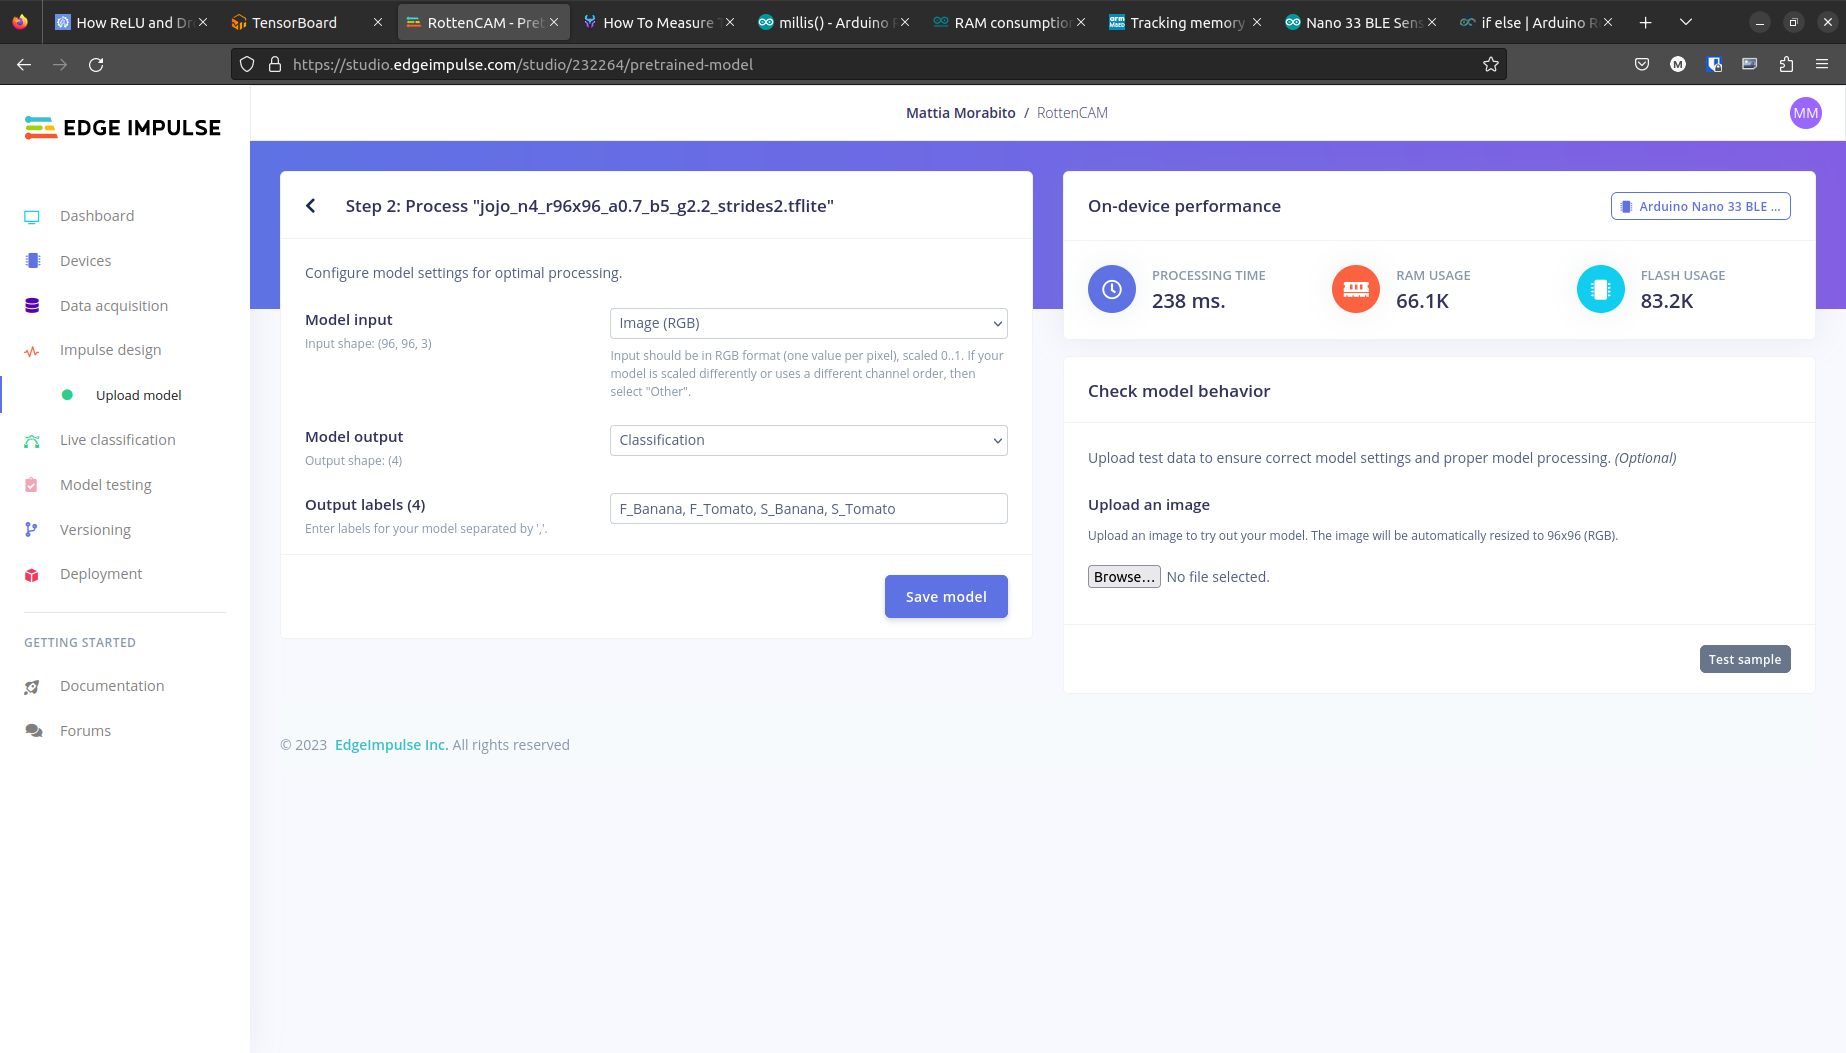 How ReLU and Dr
TensorBoard
RottenCAM - Pret
How To Measure T
millis() - Arduino R
RAM consumption
Tracking memory
Nano 33 BLE Sens
if else | Arduino R
https://studio.edgeimpulse.com/studio/232264/pretrained-model
M
EDGE IMPULSE
Mattia Morabito / RottenCAM
MM
Dashboard
Devices
Data acquisition
Impulse design
Upload model
Live classification
Model testing
Versioning
Deployment
GETTING STARTED
Documentation
Forums
Step 2: Process "jojo_n4_r96x96_a0.7_b5_g2.2_strides2.tflite"
Configure model settings for optimal processing.
Model input
Input shape: (96, 96, 3)
Image (RGB)
Input should be in RGB format (one value per pixel), scaled 0..1. If your
model is scaled differently or uses a different channel order, then
select "Other".
Model output
Output shape: (4)
Classification
Output labels (4)
Enter labels for your model separated by ','.
F_Banana, F_Tomato, S_Banana, S_Tomato
Save model
On-device performance
Arduino Nano 33 BLE ...
PROCESSING TIME
238 ms.
RAM USAGE
66.1K
FLASH USAGE
83.2K
Check model behavior
Upload test data to ensure correct model settings and proper model processing. (Optional)
Upload an image
Upload an image to try out your model. The image will be automatically resized to 96x96 (RGB).
Browse... No file selected.
Test sample
© 2023 EdgeImpulse Inc. All rights reserved